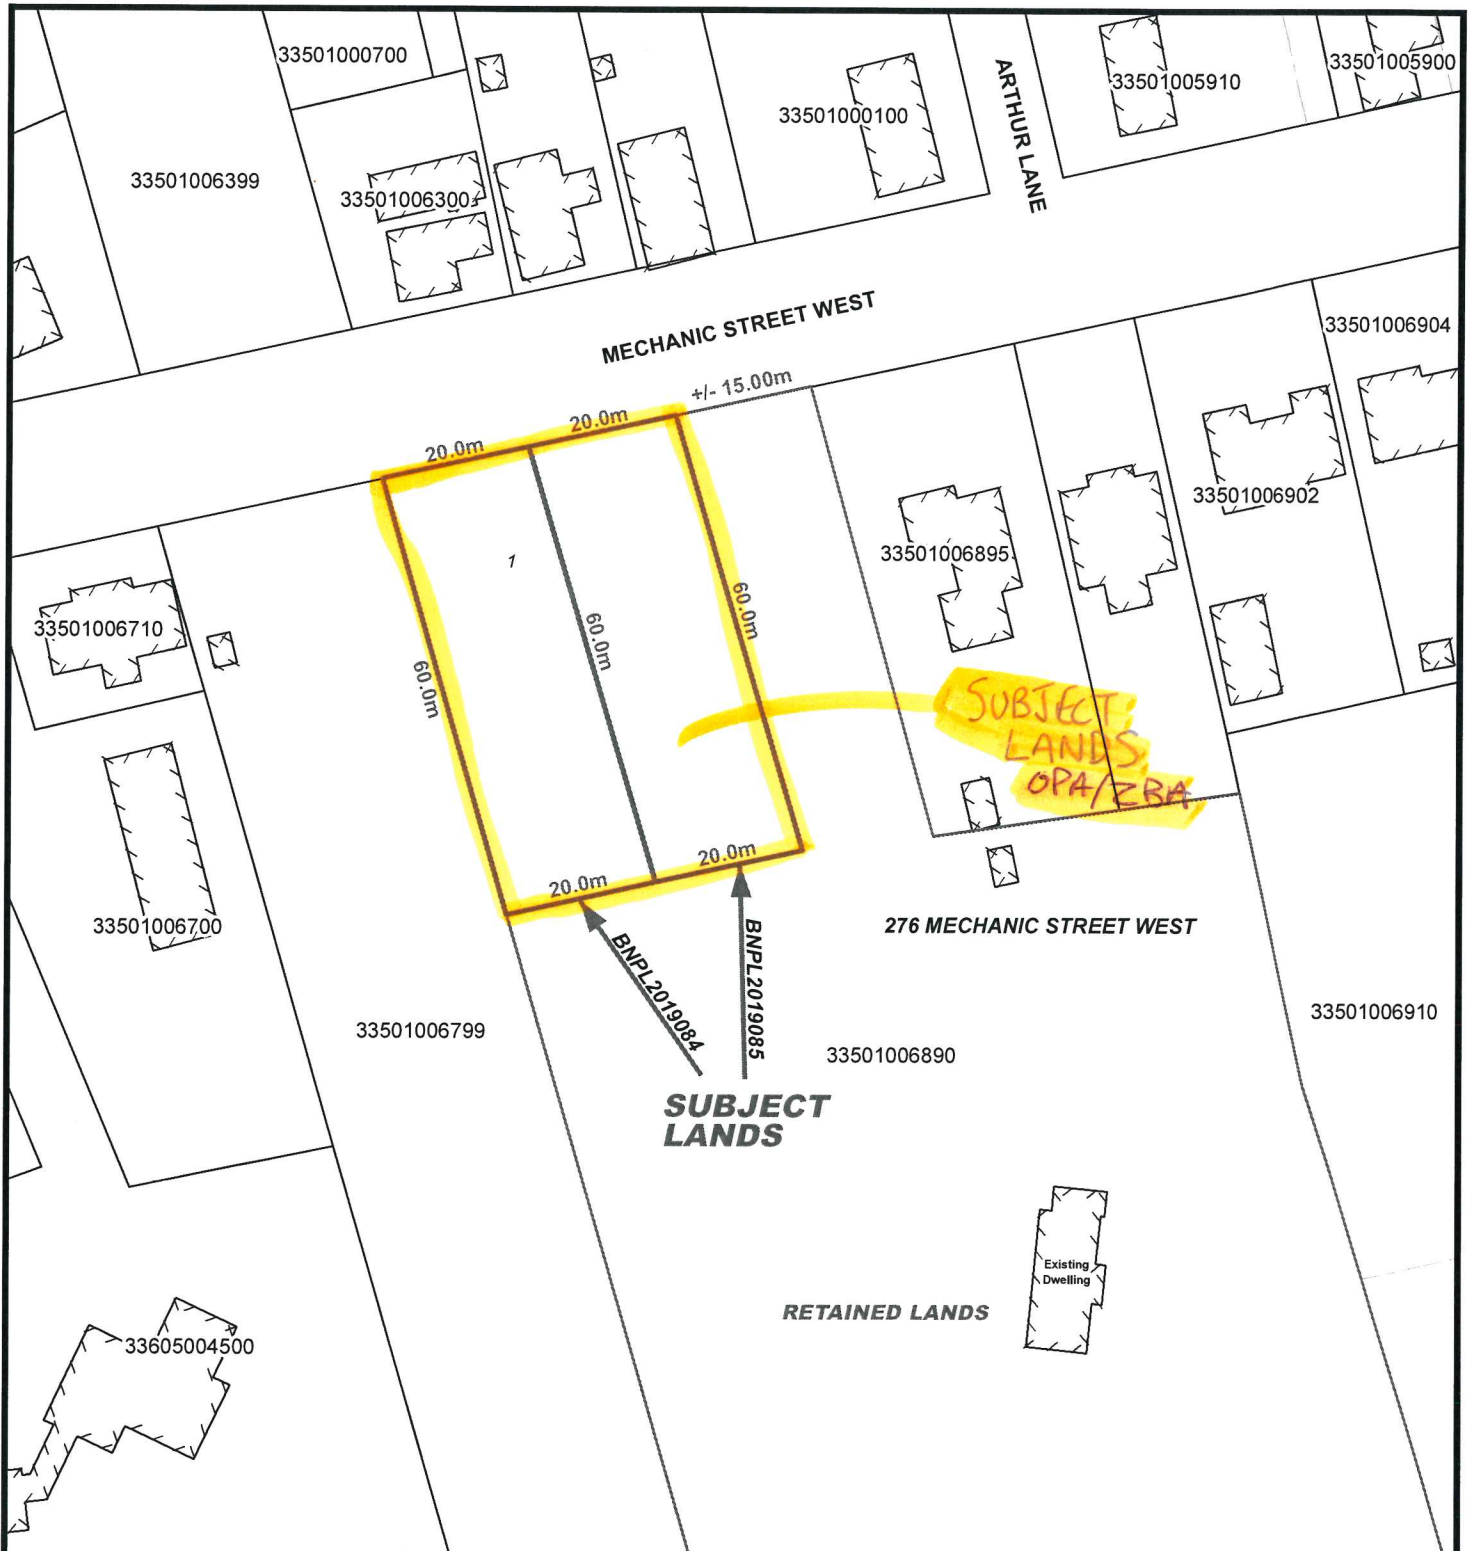 33501000700
33501005900
33501005910
33501000100
ARTHUR LANE
33501006399
33501006300
MECHANIC STREET WEST
33501006904
+/- 15.00m
20.0m
20.0m
33501006902
33501006895
1
60.0m
60.0m
60.0m
33501006710
SUBJECT
LANDS
OPA/ZBA
20.0m
20.0m
33501006700
276 MECHANIC STREET WEST
BNPL2019084
BNPL2019085
33501006910
33501006799
33501006890
SUBJECT
LANDS
Existing
Dwelling
RETAINED LANDS
33605004500